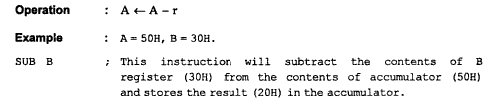 Operation : A ← A − r
Example : A = 50H, B = 30H.
SUB B ; This instruction will subtract the contents of B
register (30H) from the contents of accumulator (50H)
and stores the result (20H) in the accumulator.